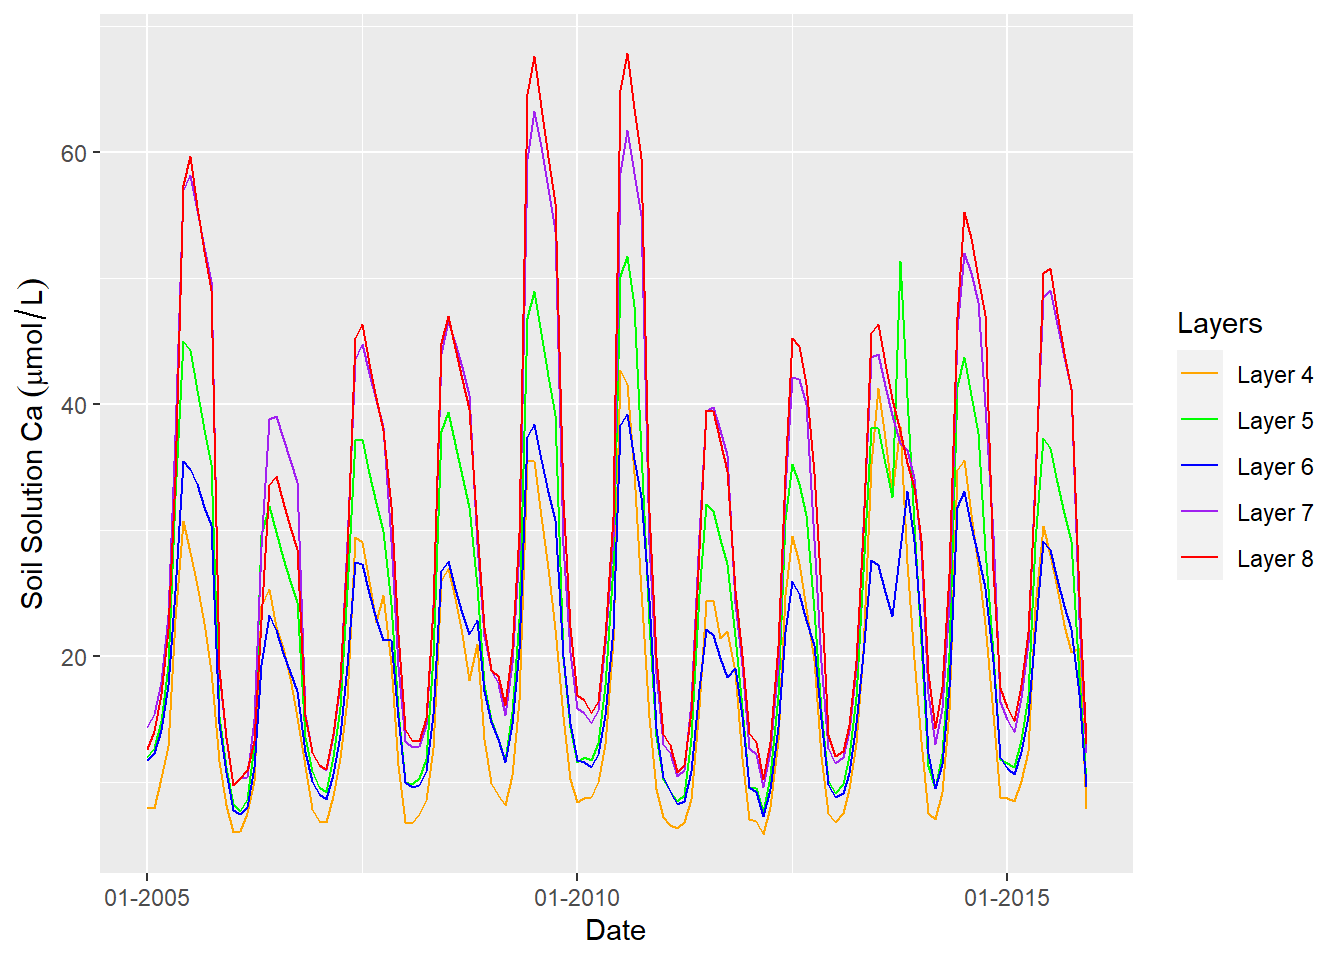 Soil Solution Ca (μmol/L)
60
40
20
01-2005
01-2010
01-2015
Date
Layers
Layer 4
Layer 5
Layer 6
Layer 7
Layer 8